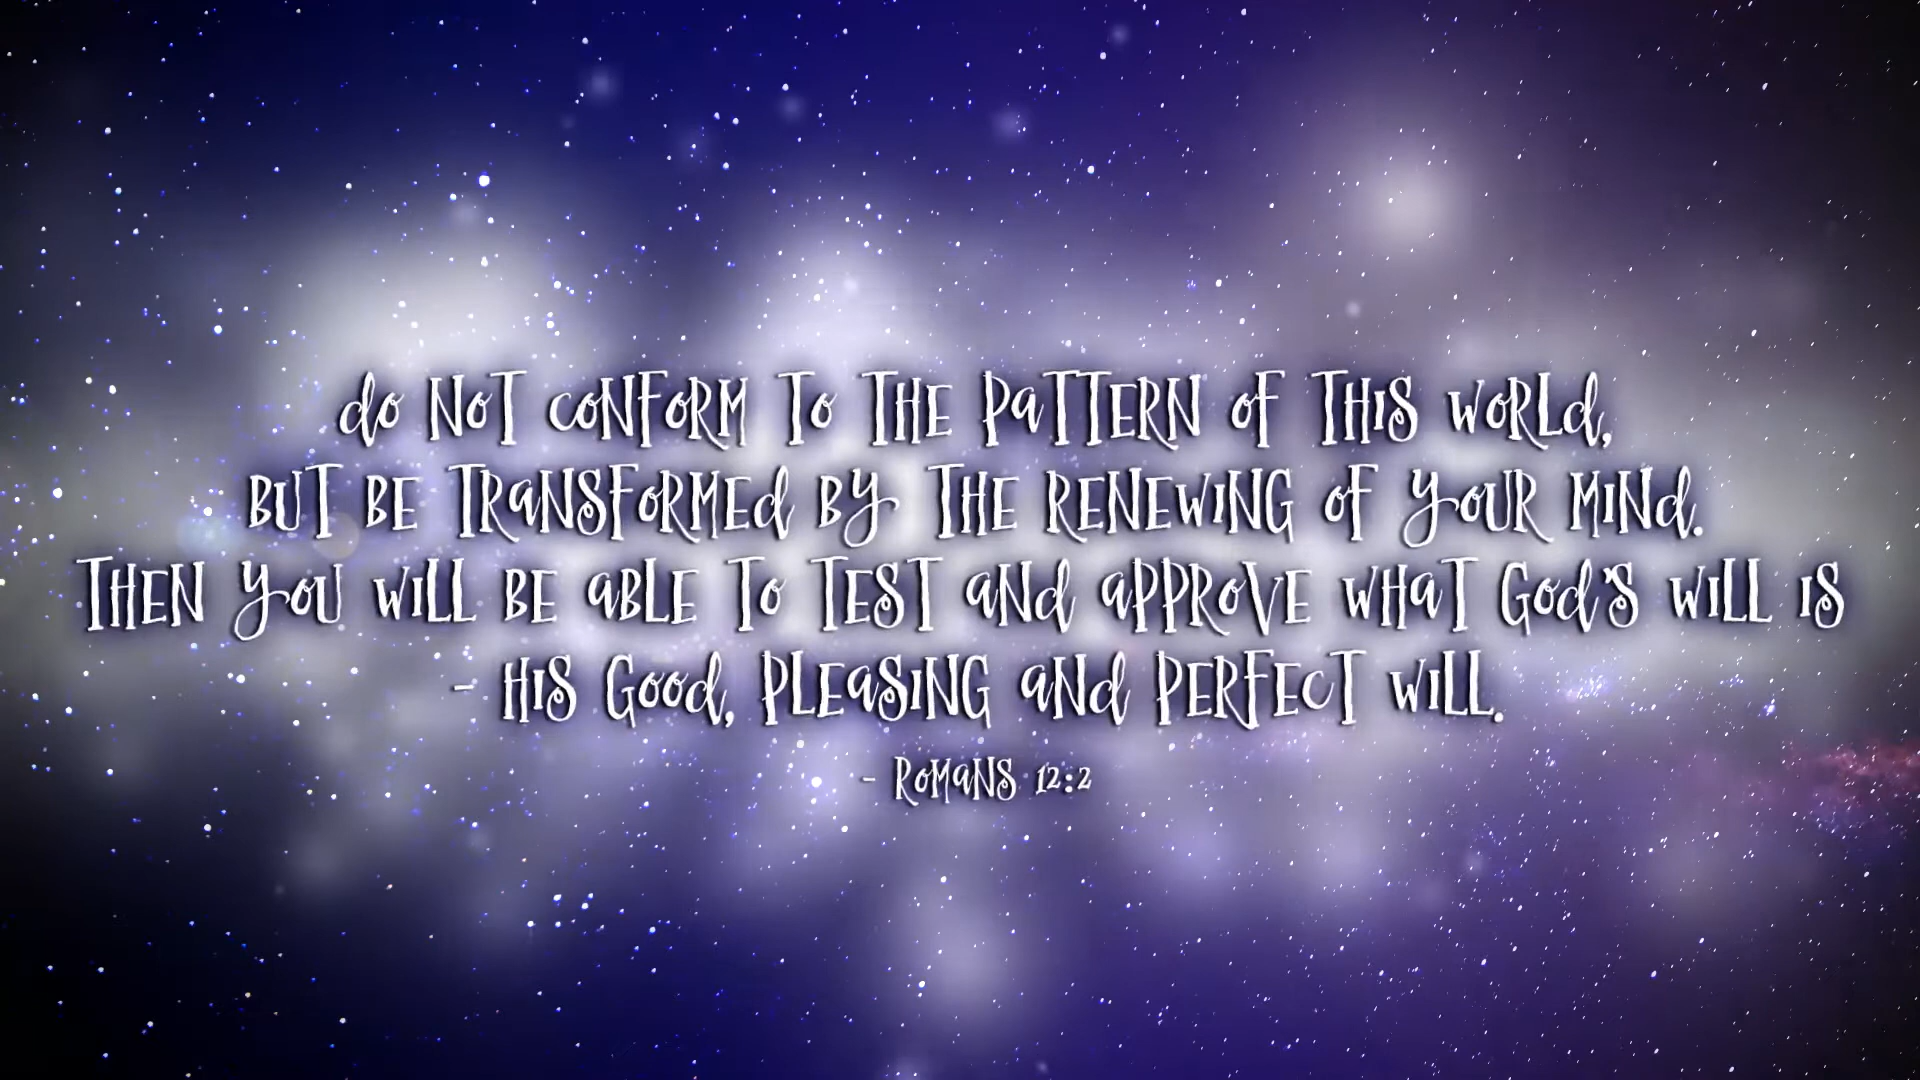 do NOT CONFORM TO THE PATTERN OF THIS WORLD,
BUT BE TRANSFORMED BY THE RENEWING OF YOUR MIND.
THEN YOU WILL BE ABLE TO TEST AND APPROVE WHAT GOD'S WILL IS
- HIS GOOD, PLEASING AND PERFECT WILL.
- ROMANS 12:2